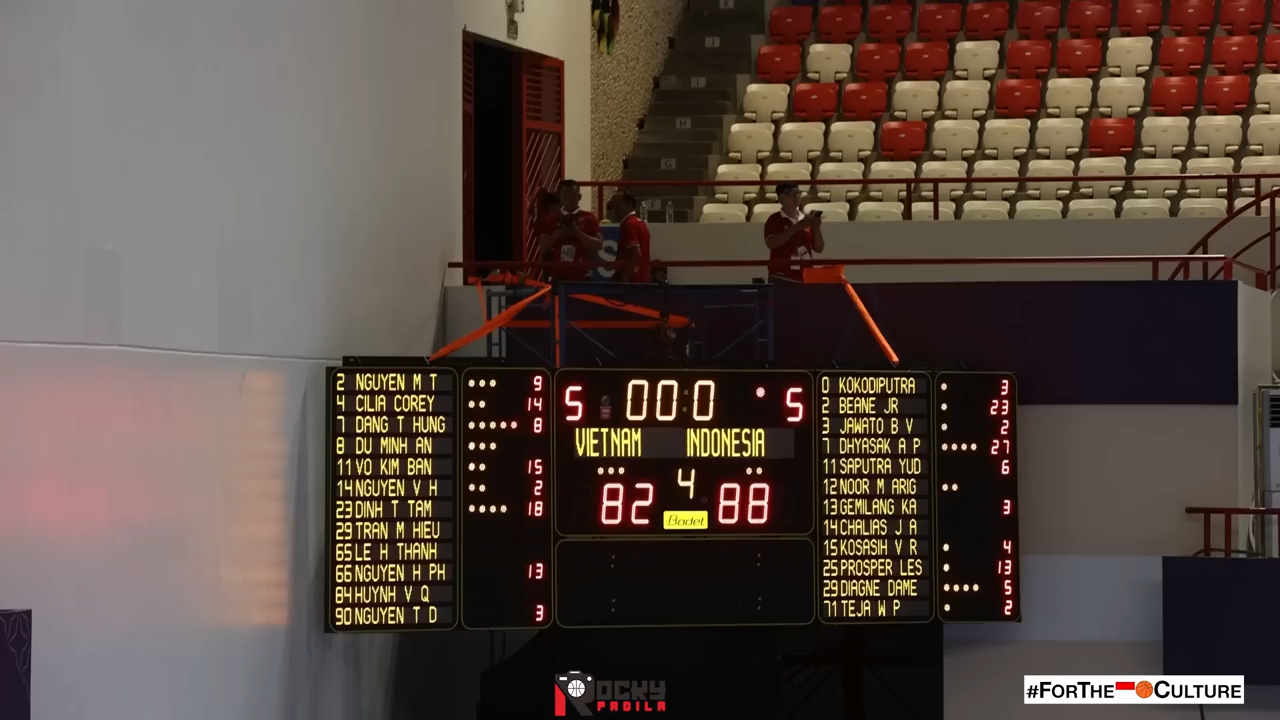 K
J
I
H
G
F
S
2 NGUYEN M T 9
4 CILIA COREY 14
7 DANG T HUNG 8
8 DU MINH AN
11 VO KIM BAN 15
14 NGUYEN V H 2
23 DINH T TAM 18
29 TRAN M HIEU
65 LE H THANH
66 NGUYEN H PH 13
84 HUYNH V Q
90 NGUYEN T D 3
5 00:0 5
VIETNAM INDONESIA
4
82 88
Bodet
0 KOKODIPUTRA 3
2 BEANE JR 23
3 JAWATO B V 2
7 DHYASAK A P 27
11 SAPUTRA YUD 6
12 NOOR M ARIG
13 GEMILANG KA 3
14 CHALIAS J A
15 KOSASIH V R 4
25 PROSPER LES 13
29 DIAGNE DAME 5
71 TEJA W P 2
ROCKY
PADILA
#FORTHE CULTURE